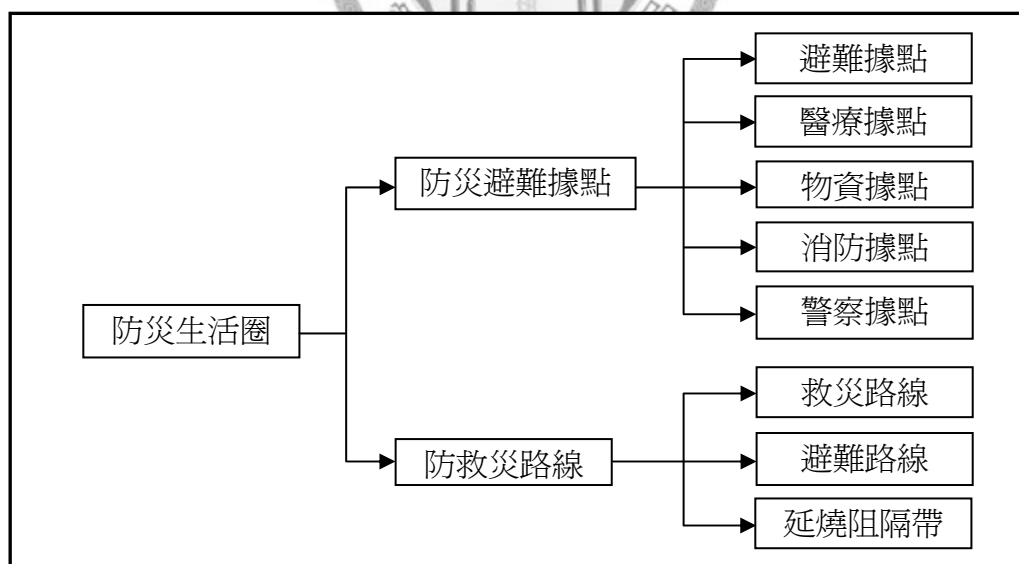 避難據點
醫療據點
防災避難據點
物資據點
消防據點
警察據點
防災生活圈
救災路線
防救災路線
避難路線
延燒阻隔帶